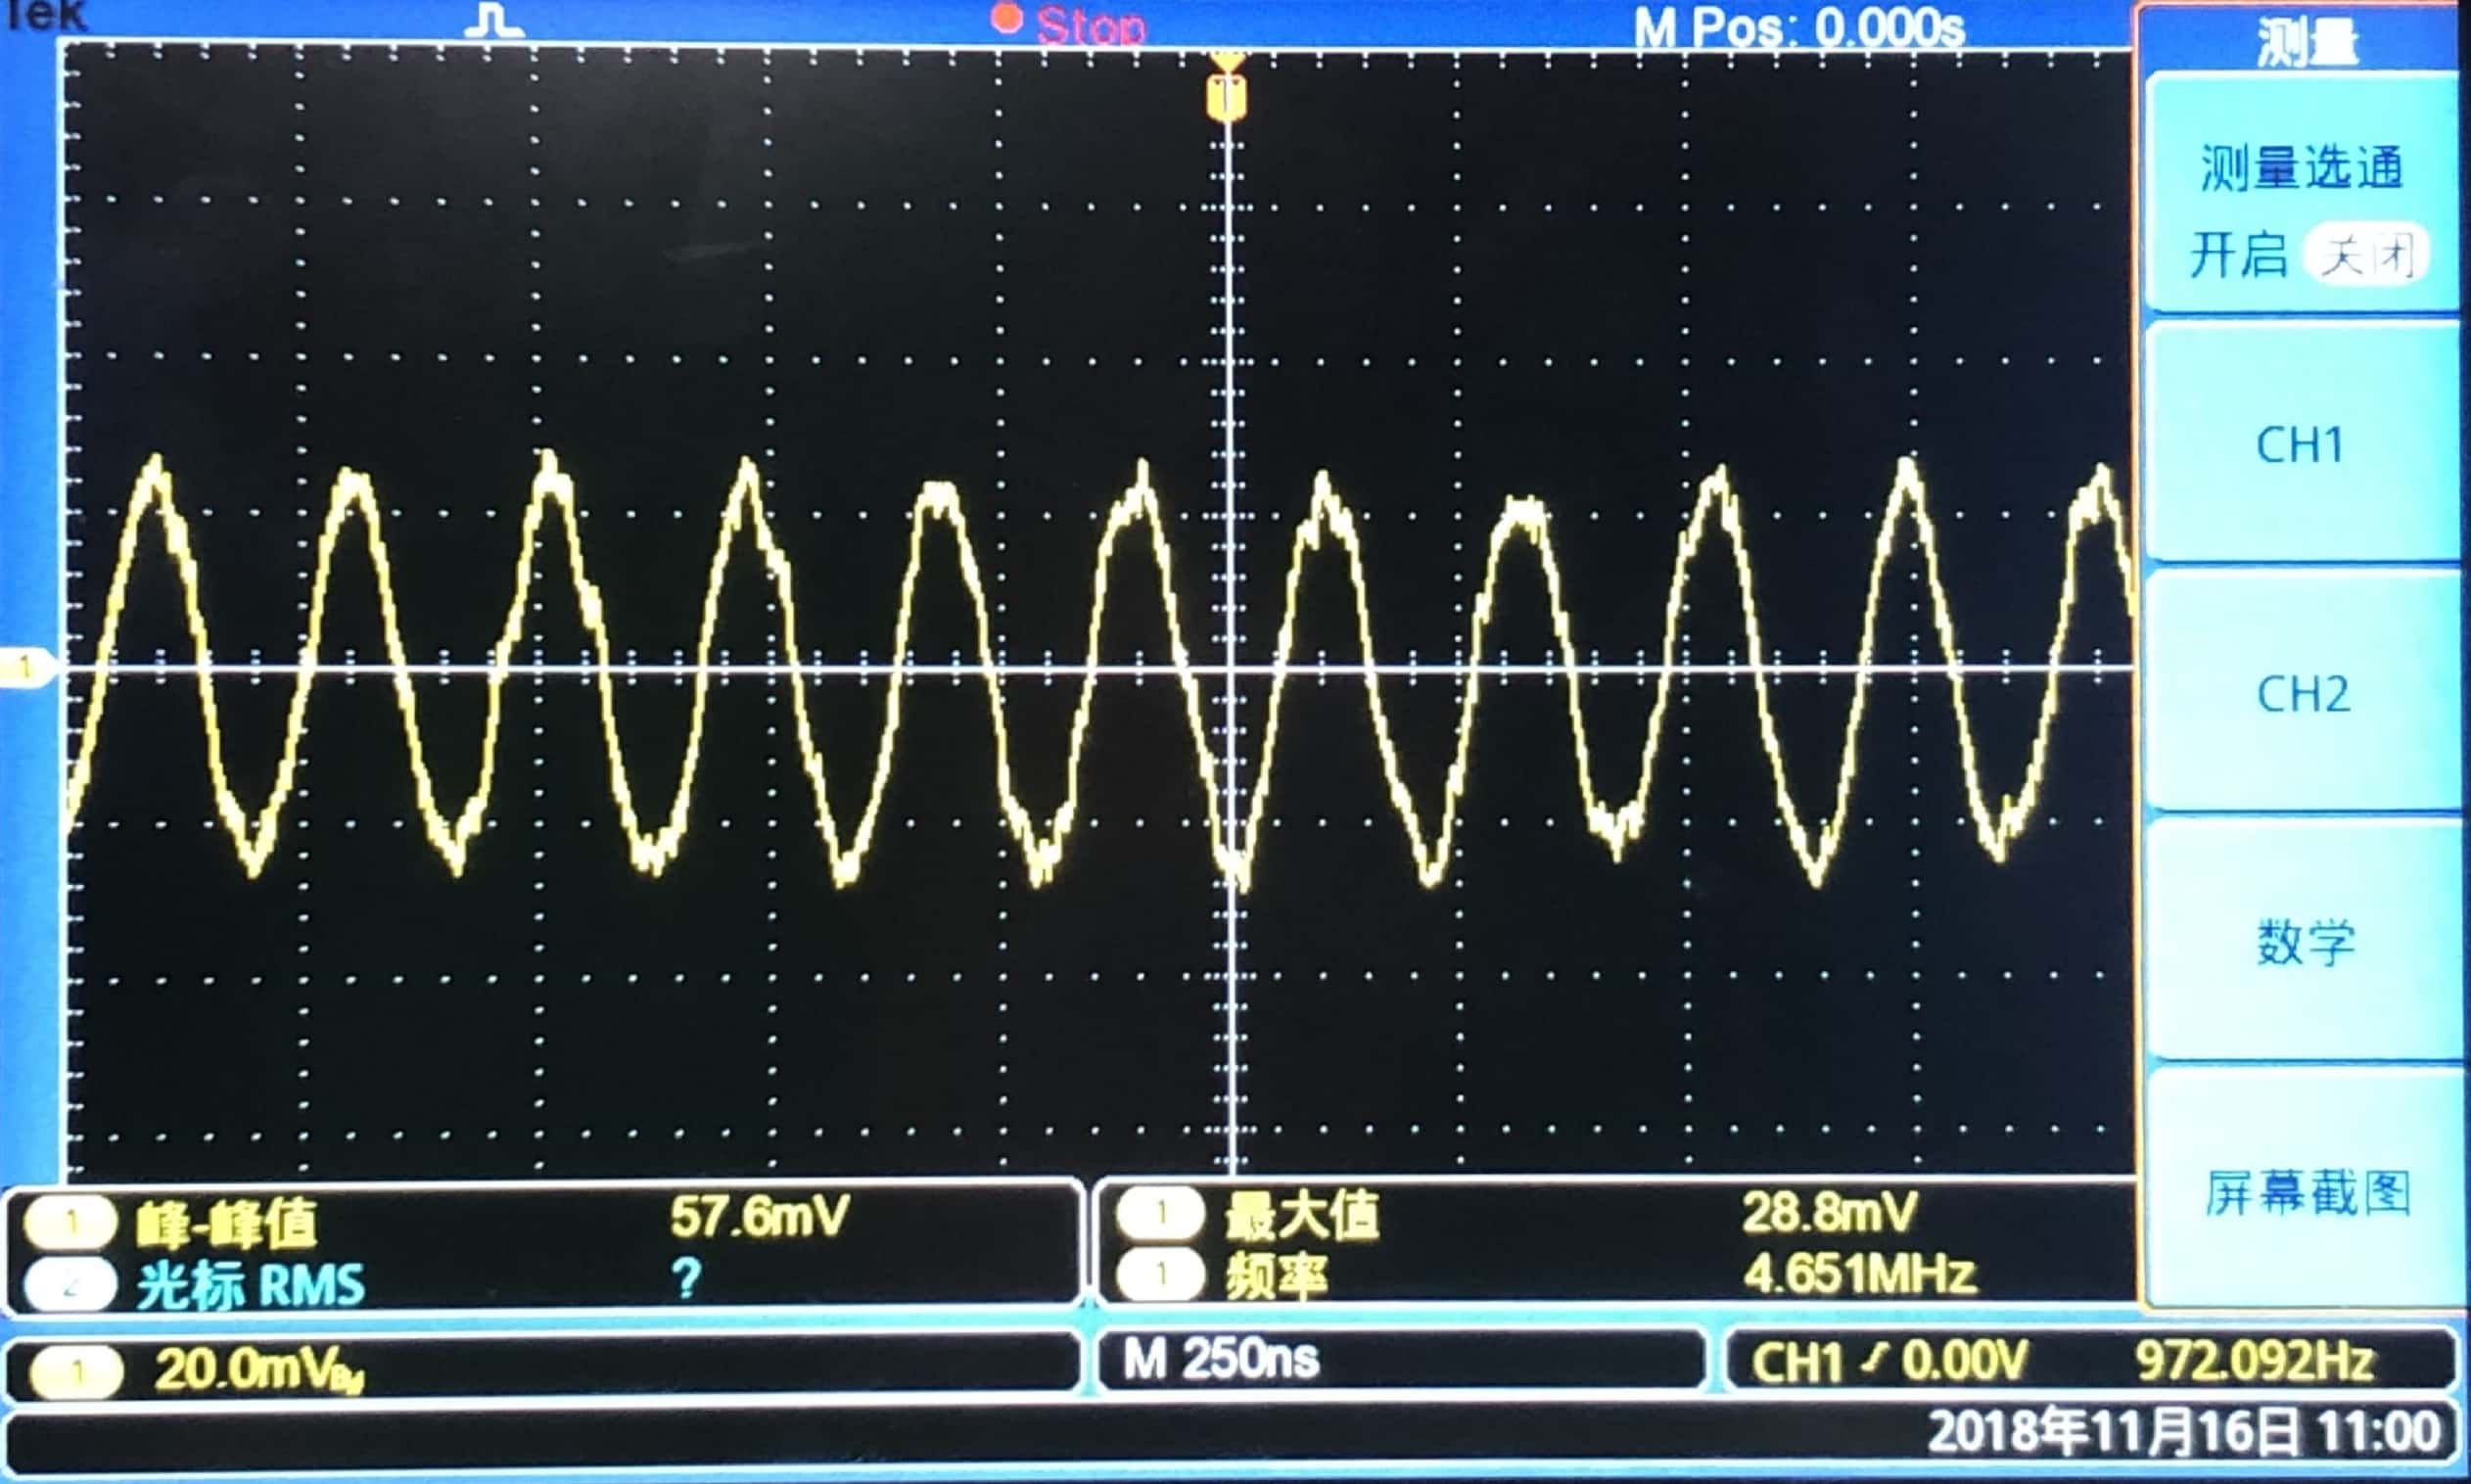 Tek
Stop
M Pos: 0.000s
测量
测量选通
开启 关闭
CH1
CH2
数学
屏幕截图
1
1 峰-峰值 57.6mV
2 光标 RMS ?
1 最大值 28.8mV
1 频率 4.651MHz
1 20.0mV
M 250ns
CH1 0.00V 972.092Hz
2018年11月16日 11:00